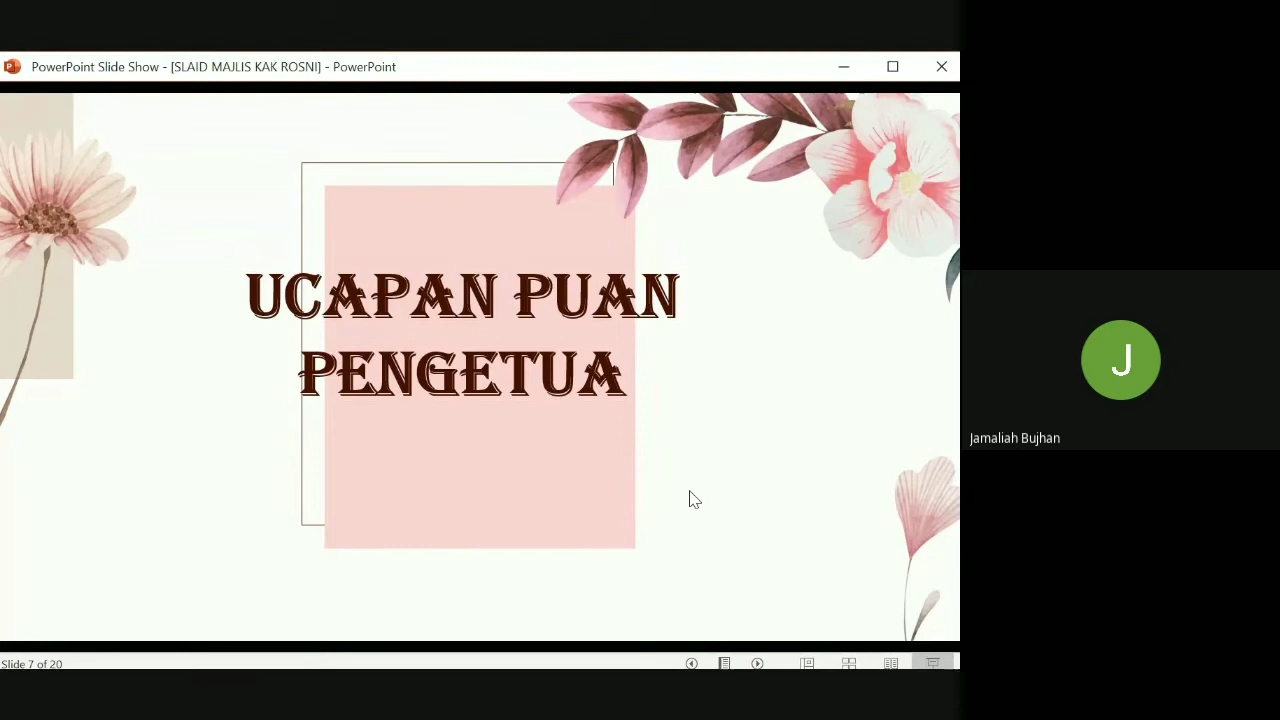 PowerPoint Slide Show - [SLAID MAJLIS KAK ROSNI] - PowerPoint
UCAPAN PUAN
PENGETUA
J
Jamaliah Bujhan
Slide 7 of 20